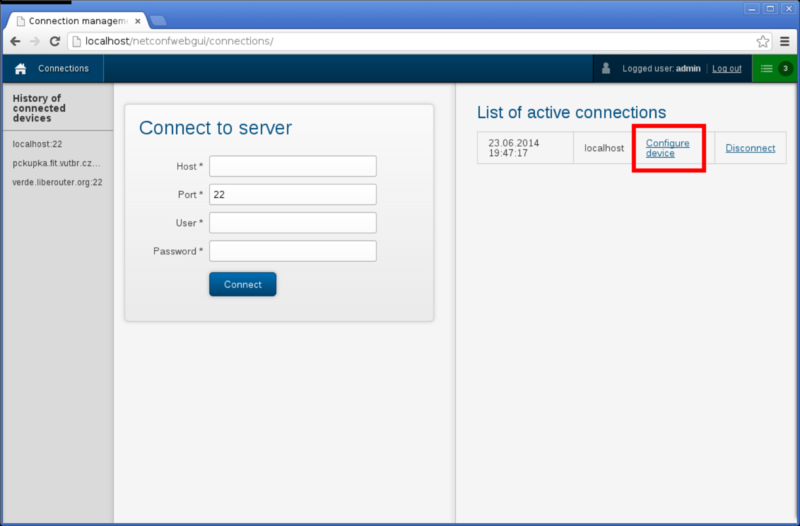 Connection managem
localhost/netconfwebgui/connections/
Connections
Logged user: admin | Log out
3
History of
connected
devices
localhost:22
pckupka.fit.vutbr.cz...
verde.liberouter.org:22
Connect to server
Host *
Port * 22
User *
Password *
Connect
List of active connections
23.06.2014
19:47:17
localhost
Configure
device
Disconnect